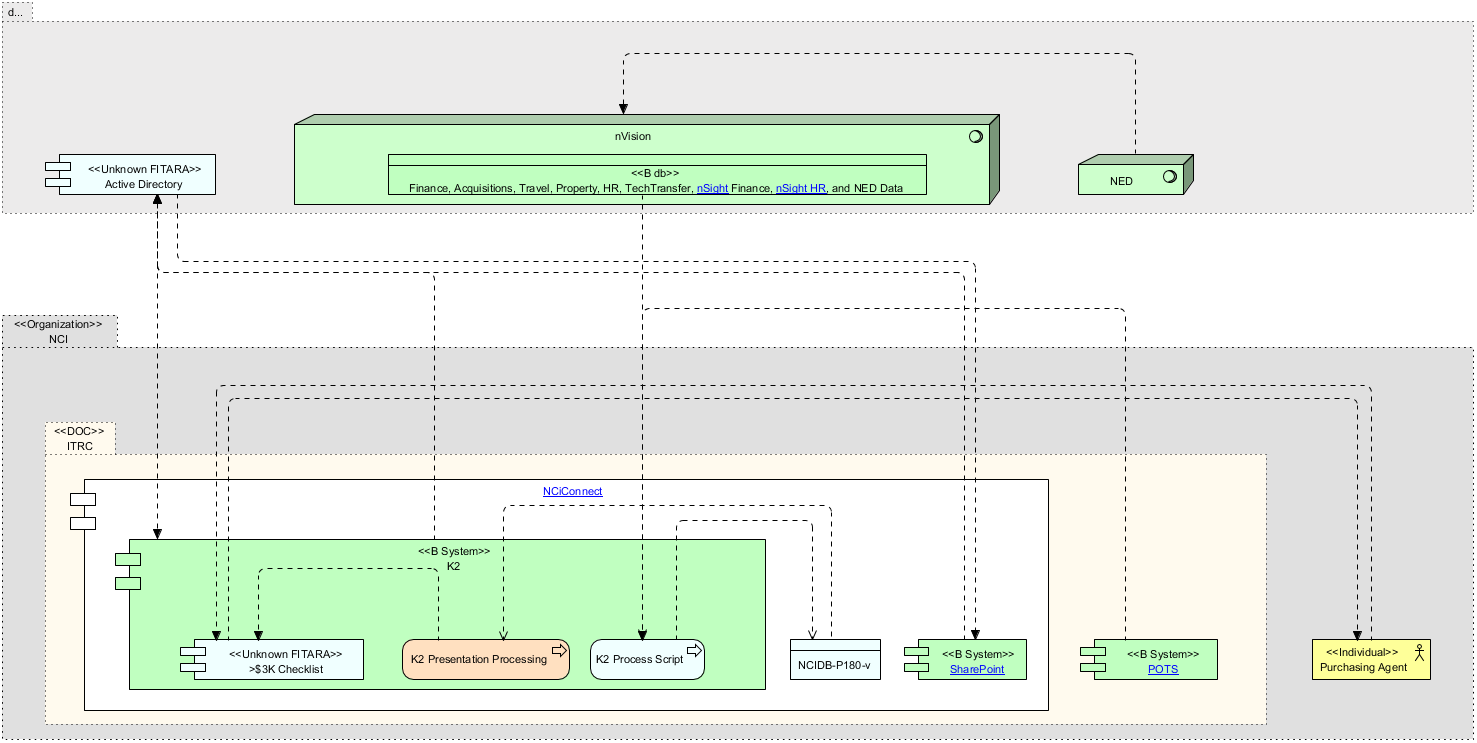 d...
nVision
<<B db>>
Finance, Acquisitions, Travel, Property, HR, TechTransfer, nSight Finance, nSight HR, and NED Data
<<Unknown FITARA>>
Active Directory
NED
<<Organization>>
NCI
<<DOC>>
ITRC
NCiConnect
<<B System>>
K2
<<Unknown FITARA>>
>$3K Checklist
K2 Presentation Processing
K2 Process Script
NCIDB-P180-v
<<B System>>
SharePoint
<<B System>>
POTS
<<Individual>>
Purchasing Agent